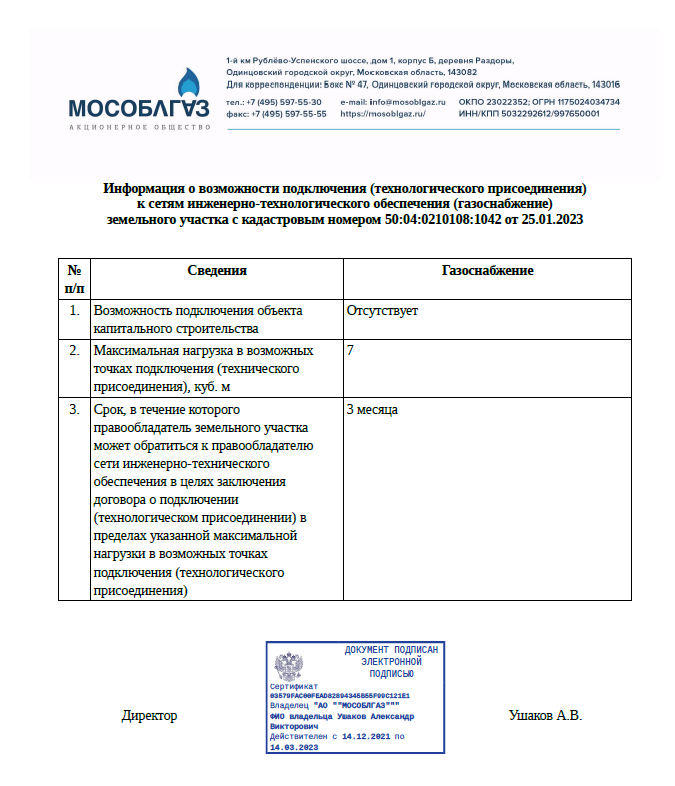 МОСОБЛГАЗ
АКЦИОНЕРНОЕ ОБЩЕСТВО
1-й км Рублёво-Успенского шоссе, дом 1, корпус Б, деревня Раздоры,
Одинцовский городской округ, Московская область, 143082
Для корреспонденции: Бокс № 47, Одинцовский городской округ, Московская область, 143016
тел.: +7 (495) 597-55-30 e-mail: info@mosoblgaz.ru ОКПО 23022352; ОГРН 1175024034734
факс: +7 (495) 597-55-55 https://mosoblgaz.ru/ ИНН/КПП 5032292612/997650001
Информация о возможности подключения (технологического присоединения)
к сетям инженерно-технологического обеспечения (газоснабжение)
земельного участка с кадастровым номером 50:04:0210108:1042 от 25.01.2023
№ Сведения Газоснабжение
п/п
1. Возможность подключения объекта Отсутствует
капитального строительства
2. Максимальная нагрузка в возможных 7
точках подключения (технического
присоединения), куб. м
3. Срок, в течение которого 3 месяца
правообладатель земельного участка
может обратиться к правообладателю
сети инженерно-технического
обеспечения в целях заключения
договора о подключении
(технологическом присоединении) в
пределах указанной максимальной
нагрузки в возможных точках
подключения (технологического
присоединения)
ДОКУМЕНТ ПОДПИСАН
ЭЛЕКТРОННОЙ
ПОДПИСЬЮ
Сертификат
03579FAC00FEAD82894345B55F99C121E1
Владелец "АО ""МОСОБЛГАЗ"""
ФИО владельца Ушаков Александр
Викторович
Действителен с 14.12.2021 по
14.03.2023
Директор Ушаков А.В.